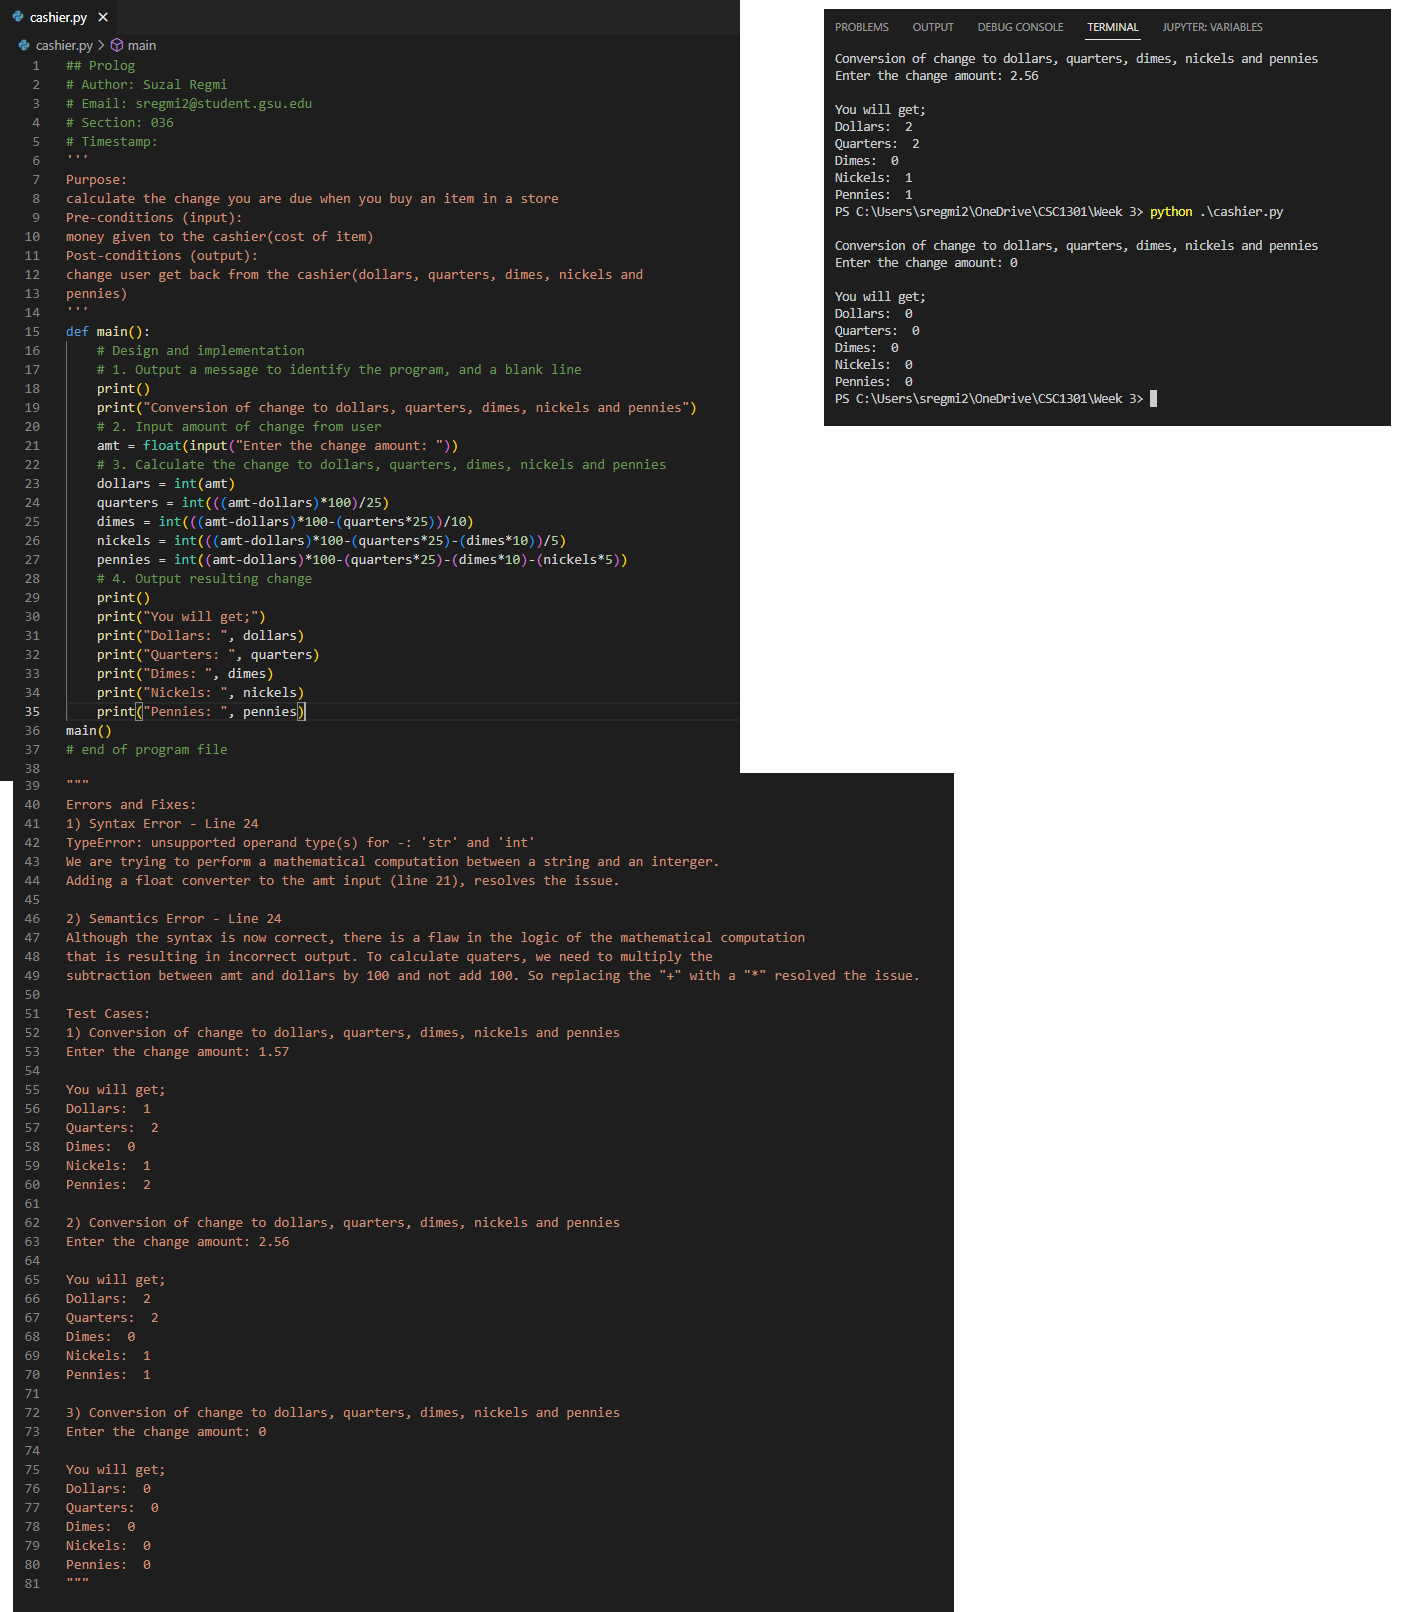 cashier.py
cashier.py > main
1 ## Prolog
2 # Author: Suzal Regmi
3 # Email: sregmi2@student.gsu.edu
4 # Section: 036
5 # Timestamp:
6 '''
7 Purpose:
8 calculate the change you are due when you buy an item in a store
9 Pre-conditions (input):
10 money given to the cashier(cost of item)
11 Post-conditions (output):
12 change user get back from the cashier(dollars, quarters, dimes, nickels and
13 pennies)
14 '''
15 def main():
16     # Design and implementation
17     # 1. Output a message to identify the program, and a blank line
18     print()
19     print("Conversion of change to dollars, quarters, dimes, nickels and pennies")
20     # 2. Input amount of change from user
21     amt = float(input("Enter the change amount: "))
22     # 3. Calculate the change to dollars, quarters, dimes, nickels and pennies
23     dollars = int(amt)
24     quarters = int(((amt-dollars)*100)/25)
25     dimes = int(((amt-dollars)*100-(quarters*25))/10)
26     nickels = int(((amt-dollars)*100-(quarters*25)-(dimes*10))/5)
27     pennies = int((amt-dollars)*100-(quarters*25)-(dimes*10)-(nickels*5))
28     # 4. Output resulting change
29     print()
30     print("You will get;")
31     print("Dollars: ", dollars)
32     print("Quarters: ", quarters)
33     print("Dimes: ", dimes)
34     print("Nickels: ", nickels)
35     print("Pennies: ", pennies)
36 main()
37 # end of program file
38
39 """
40 Errors and Fixes:
41 1) Syntax Error - Line 24
42 TypeError: unsupported operand type(s) for -: 'str' and 'int'
43 We are trying to perform a mathematical computation between a string and an interger.
44 Adding a float converter to the amt input (line 21), resolves the issue.
45
46 2) Semantics Error - Line 24
47 Although the syntax is now correct, there is a flaw in the logic of the mathematical computation
48 that is resulting in incorrect output. To calculate quaters, we need to multiply the
49 subtraction between amt and dollars by 100 and not add 100. So replacing the "+" with a "*" resolved the issue.
50
51 Test Cases:
52 1) Conversion of change to dollars, quarters, dimes, nickels and pennies
53 Enter the change amount: 1.57
54
55 You will get;
56 Dollars:  1
57 Quarters:  2
58 Dimes:  0
59 Nickels:  1
60 Pennies:  2
61
62 2) Conversion of change to dollars, quarters, dimes, nickels and pennies
63 Enter the change amount: 2.56
64
65 You will get;
66 Dollars:  2
67 Quarters:  2
68 Dimes:  0
69 Nickels:  1
70 Pennies:  1
71
72 3) Conversion of change to dollars, quarters, dimes, nickels and pennies
73 Enter the change amount: 0
74
75 You will get;
76 Dollars:  0
77 Quarters:  0
78 Dimes:  0
79 Nickels:  0
80 Pennies:  0
81 """
PROBLEMS OUTPUT DEBUG CONSOLE TERMINAL JUPYTER: VARIABLES
Conversion of change to dollars, quarters, dimes, nickels and pennies
Enter the change amount: 2.56
You will get;
Dollars:  2
Quarters:  2
Dimes:  0
Nickels:  1
Pennies:  1
PS C:\Users\sregmi2\OneDrive\CSC1301\Week 3> python .\cashier.py
Conversion of change to dollars, quarters, dimes, nickels and pennies
Enter the change amount: 0
You will get;
Dollars:  0
Quarters:  0
Dimes:  0
Nickels:  0
Pennies:  0
PS C:\Users\sregmi2\OneDrive\CSC1301\Week 3>